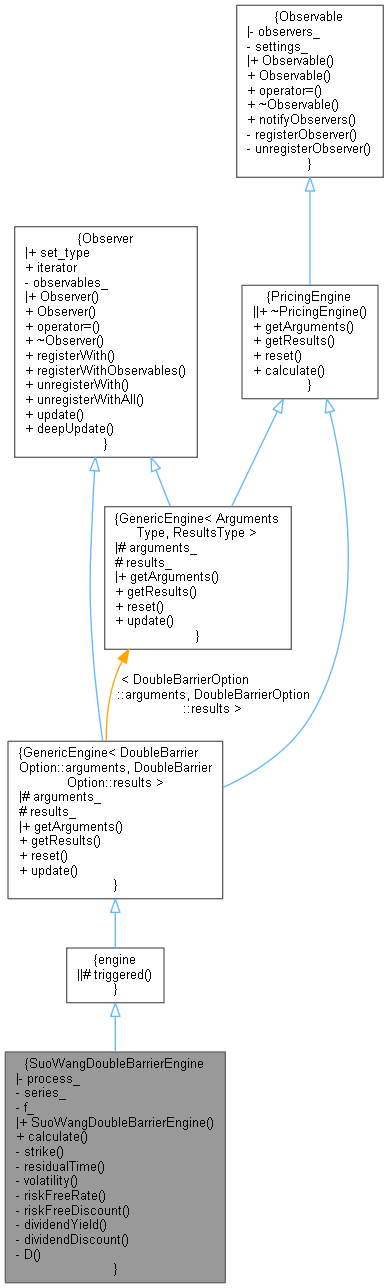 {Observable
|- observers_
- settings_
|+ Observable()
+ Observable()
+ operator=()
+ ~Observable()
+ notifyObservers()
- registerObserver()
- unregisterObserver()
}
{Observer
|+ set_type
+ iterator
- observables_
|+ Observer()
+ Observer()
+ operator=()
+ ~Observer()
+ registerWith()
+ registerWithObservables()
+ unregisterWith()
+ unregisterWithAll()
+ update()
+ deepUpdate()
}
{PricingEngine
||+ ~PricingEngine()
+ getArguments()
+ getResults()
+ reset()
+ calculate()
}
{GenericEngine< Arguments
Type, ResultsType >
|# arguments_
# results_
|+ getArguments()
+ getResults()
+ reset()
+ update()
}
< DoubleBarrierOption
::arguments, DoubleBarrierOption
::results >
{GenericEngine< DoubleBarrier
Option::arguments, DoubleBarrier
Option::results >
|# arguments_
# results_
|+ getArguments()
+ getResults()
+ reset()
+ update()
}
{engine
||# triggered()
}
{SuoWangDoubleBarrierEngine
|- process_
- series_
- f_
|+ SuoWangDoubleBarrierEngine()
+ calculate()
- strike()
- residualTime()
- volatility()
- riskFreeRate()
- riskFreeDiscount()
- dividendYield()
- dividendDiscount()
- D()
}